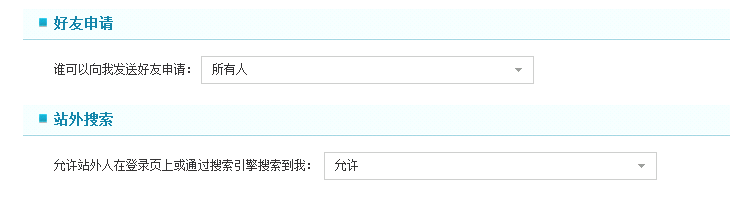 好友申请
谁可以向我发送好友申请： 所有人
站外搜索
允许站外人在登录页上或通过搜索引擎搜索到我： 允许